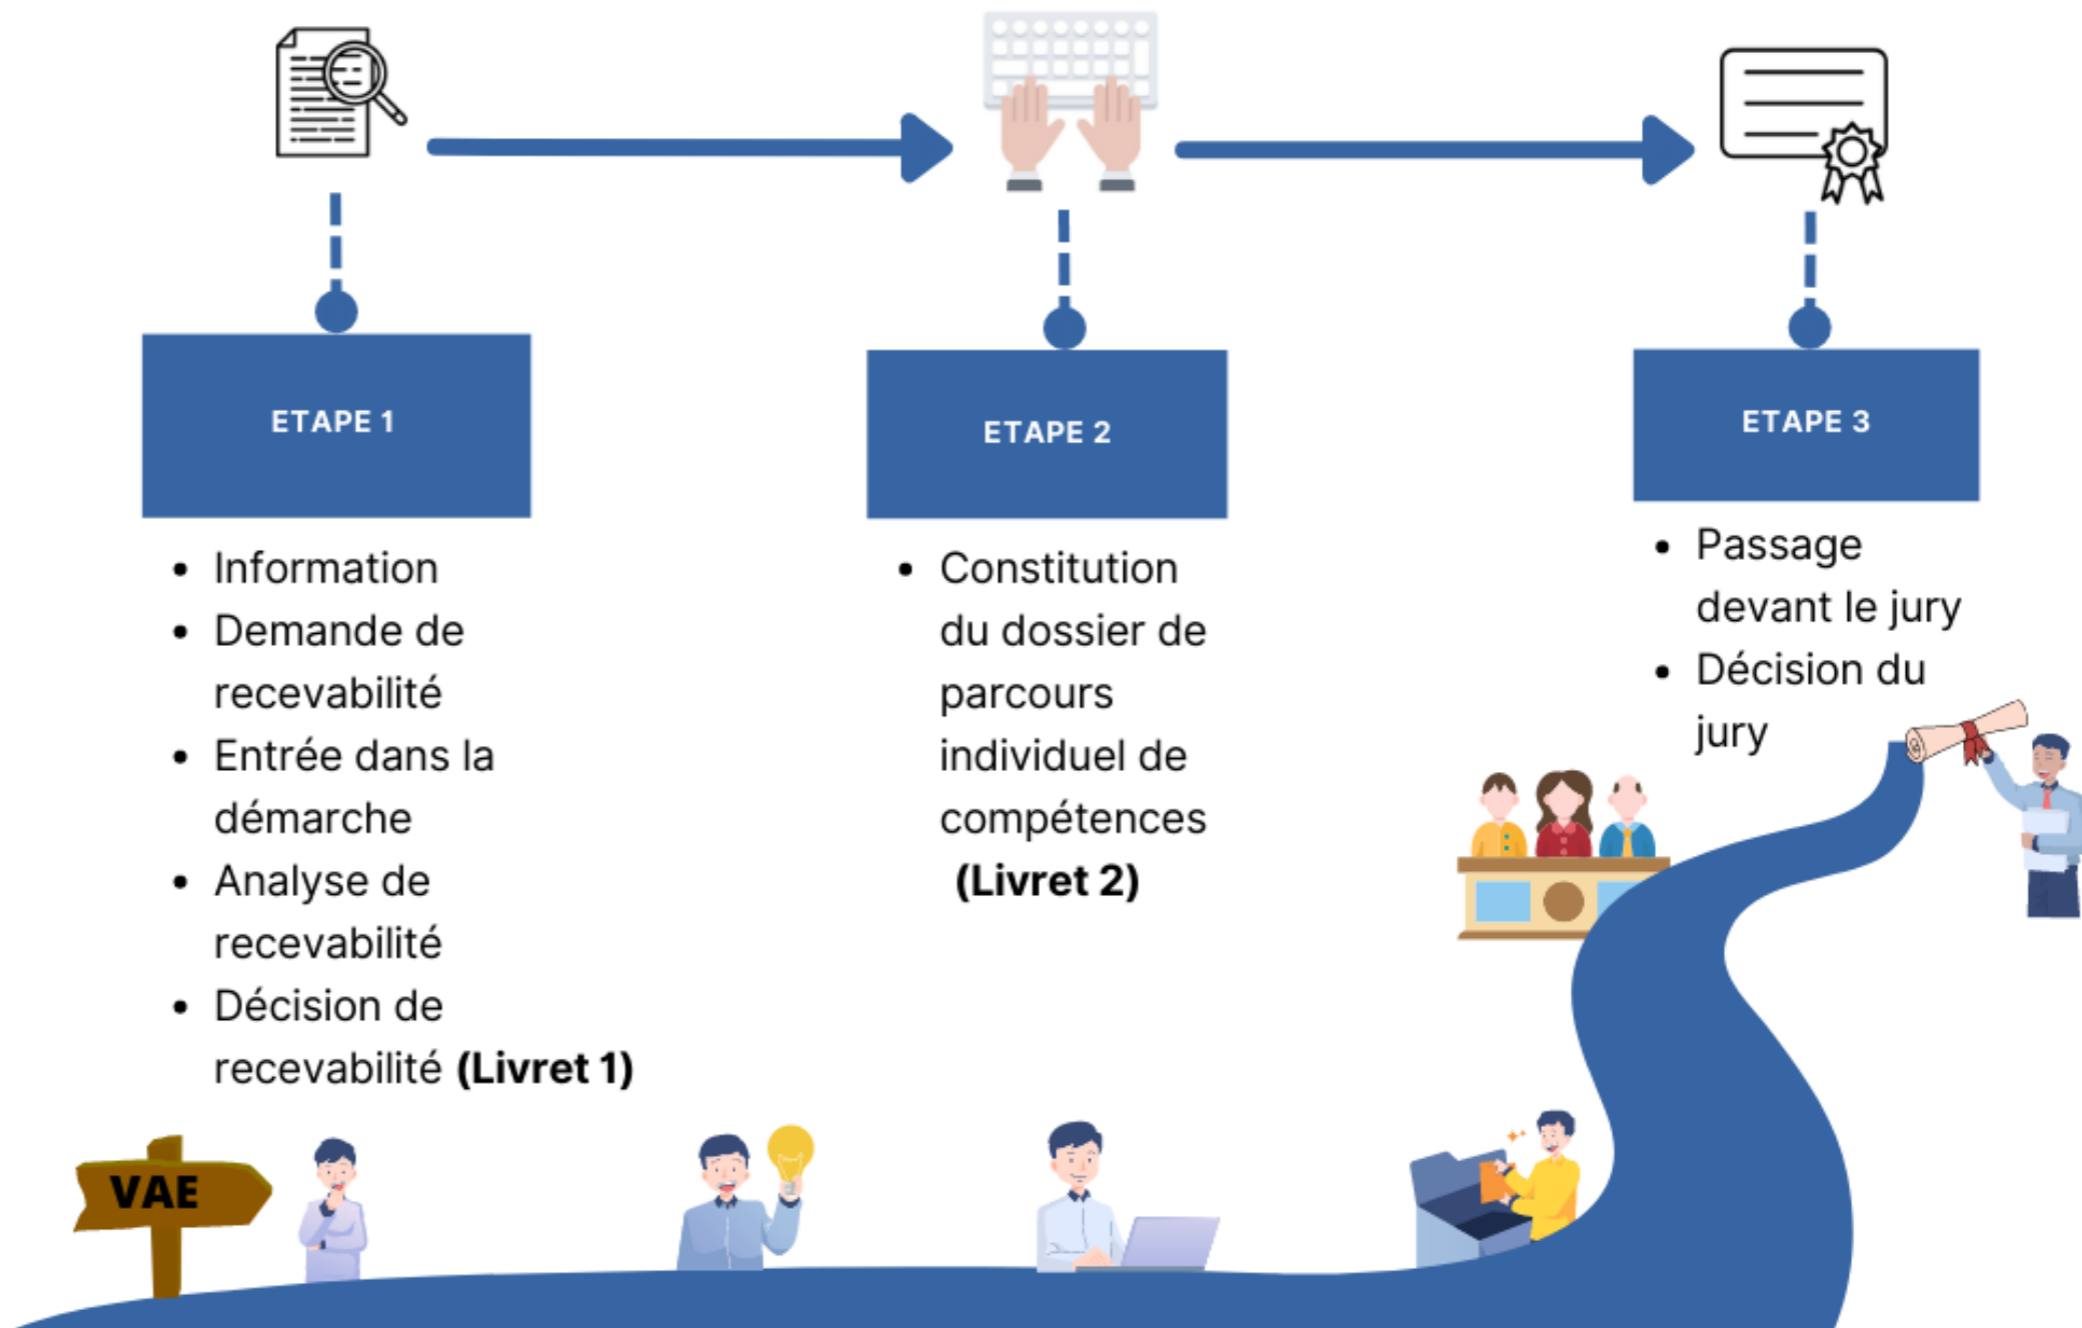 ETAPE 1
• Information
• Demande de
recevabilité
• Entrée dans la
démarche
• Analyse de
recevabilité
• Décision de
recevabilité (Livret 1)
ETAPE 2
• Constitution
du dossier de
parcours
individuel de
compétences
(Livret 2)
ETAPE 3
• Passage
devant le jury
• Décision du
jury
VAE